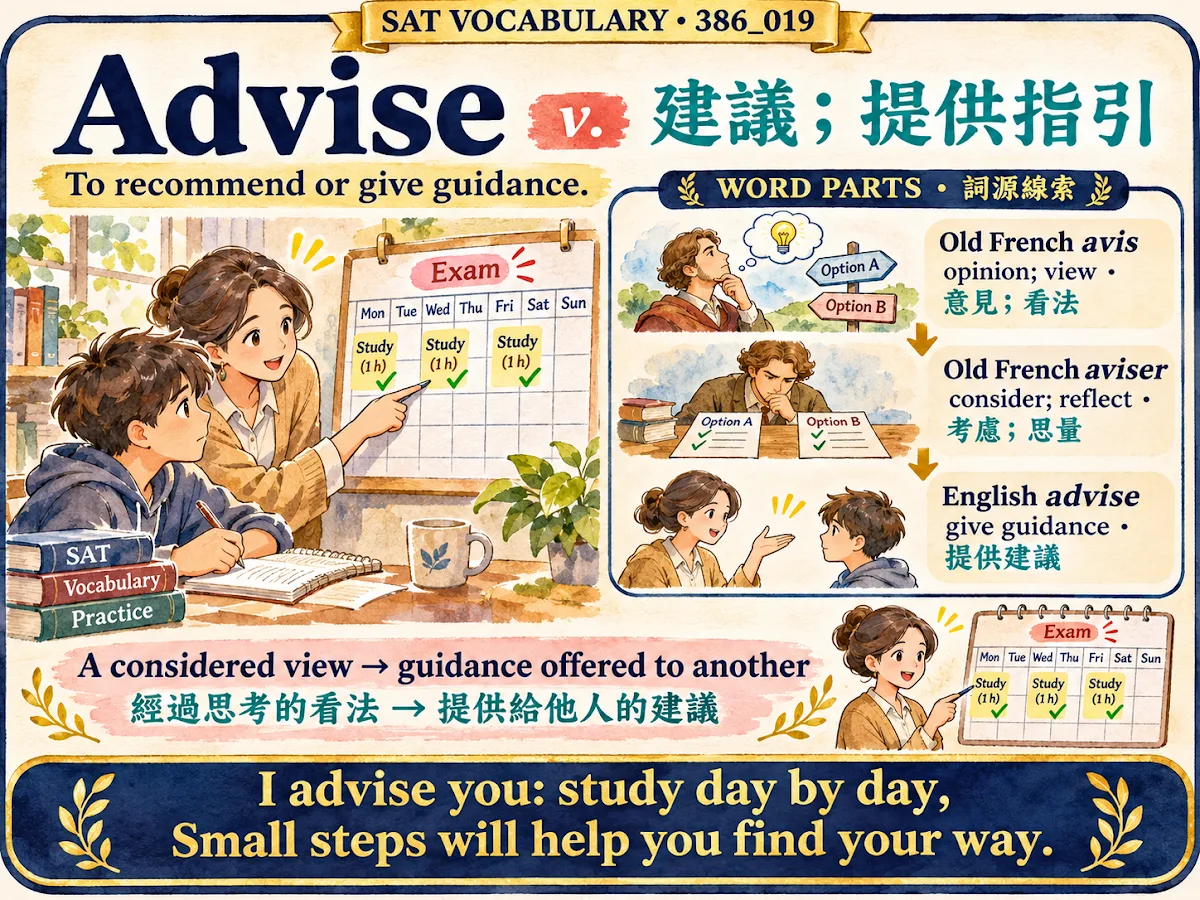 SAT VOCABULARY • 386_019
Advise
v.
建議；提供指引
To recommend or give guidance.
WORD PARTS • 詞源線索
Exam
Mon Tue Wed Thu Fri Sat Sun
Study (1 h)
Study (1 h)
Study (1 h)
SAT
Vocabulary
Practice
Option A
Option B
Old French avis
opinion; view •
意見；看法
Option A
Option B
Old French aviser
consider; reflect •
考慮；思量
English advise
give guidance •
提供建議
A considered view → guidance offered to another
經過思考的看法 → 提供給他人的建議
Exam
Mon Tue Wed Thu Fri Sat Sun
Study (1 h)
Study (1 h)
Study (1 h)
I advise you: study day by day,
Small steps will help you find your way.